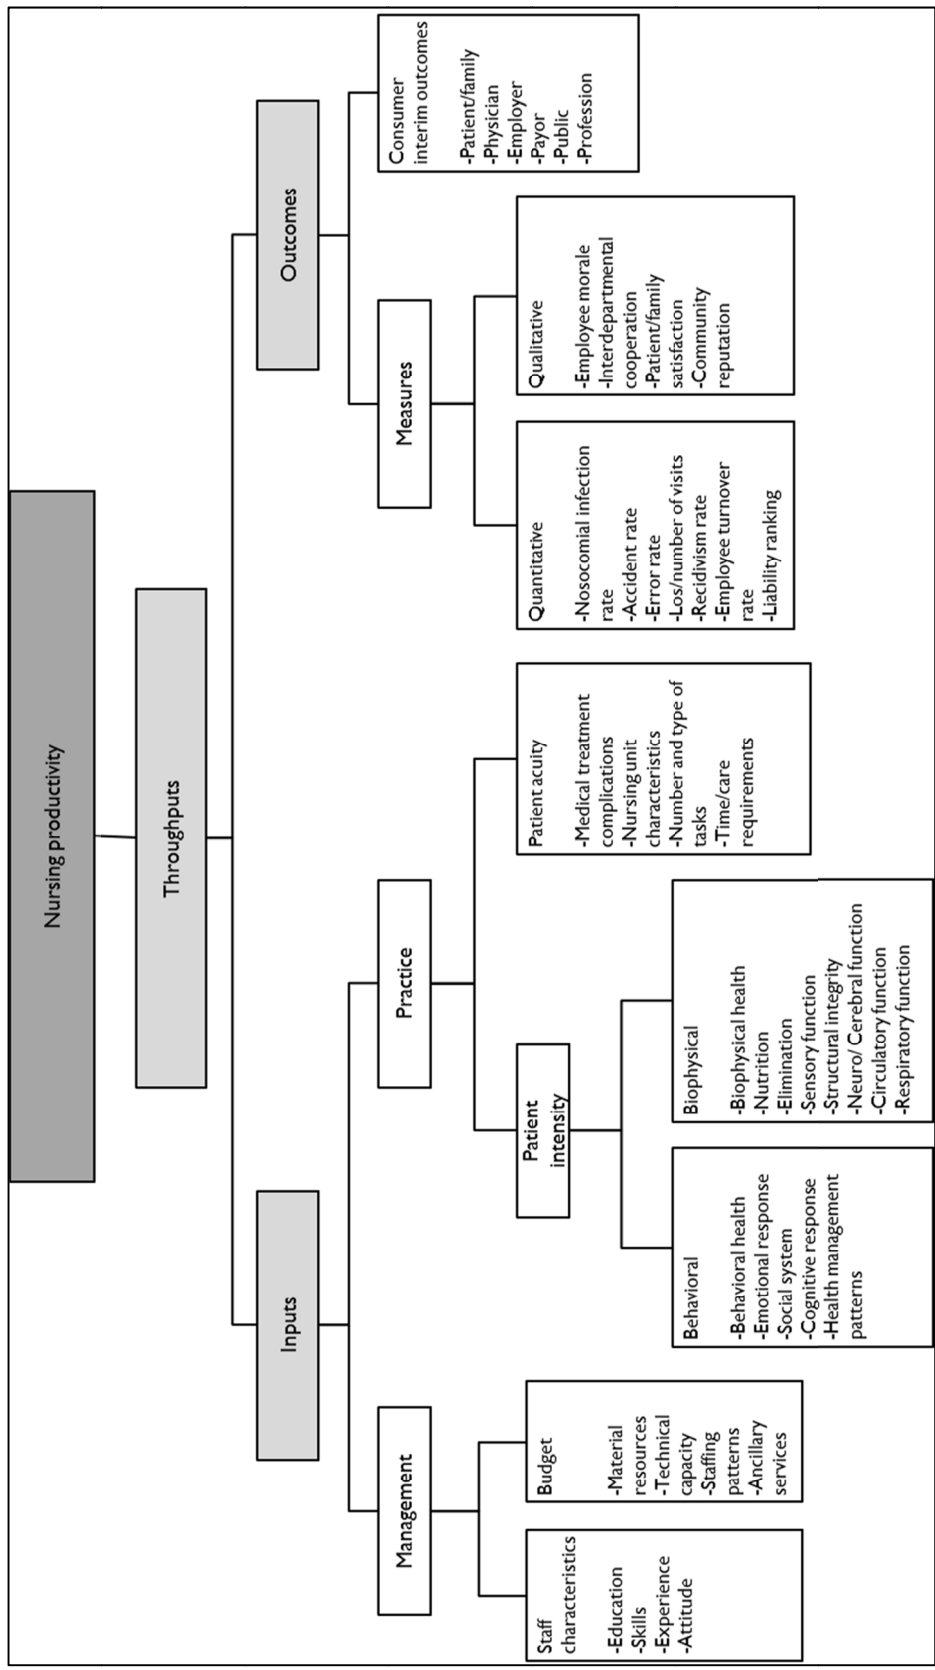 Nursing productivity
Throughputs
Inputs
Outcomes
Management
Practice
Measures
Consumer
interim outcomes
-Patient/family
-Physician
-Employer
-Payor
-Public
-Profession
Staff
characteristics
-Education
-Skills
-Experience
-Attitude
Budget
-Material
resources
-Technical
capacity
-Staffing
patterns
-Ancillary
services
Patient
intensity
Patient acuity
-Medical treatment
complications
-Nursing unit
characteristics
-Number and type of
tasks
-Time/care
requirements
Quantitative
-Nosocomial infection
rate
-Accident rate
-Error rate
-Los/number of visits
-Recidivism rate
-Employee turnover
rate
-Liability ranking
Qualitative
-Employee morale
-Interdepartmental
cooperation
-Patient/family
satisfaction
-Community
reputation
Behavioral
-Behavioral health
-Emotional response
-Social system
-Cognitive response
-Health management
patterns
Biophysical
-Biophysical health
-Nutrition
-Elimination
-Sensory function
-Structural integrity
-Neuro/ Cerebral function
-Circulatory function
-Respiratory function